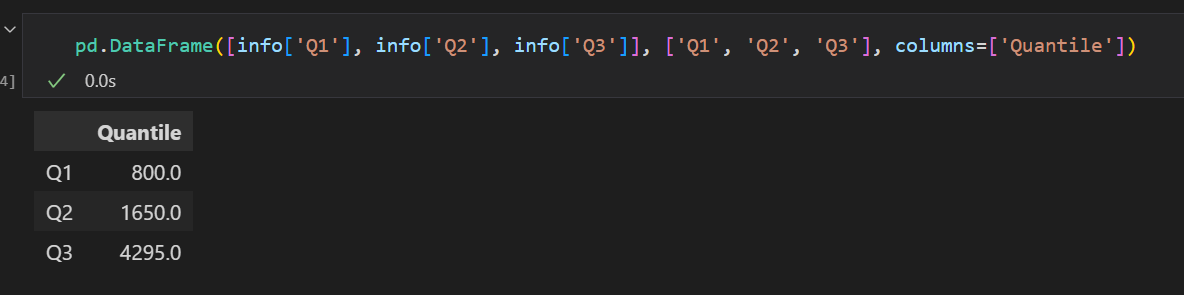 pd.DataFrame([info['Q1'], info['Q2'], info['Q3']], ['Q1', 'Q2', 'Q3'], columns=['Quantile'])
4] 0.0s
Quantile
Q1 800.0
Q2 1650.0
Q3 4295.0